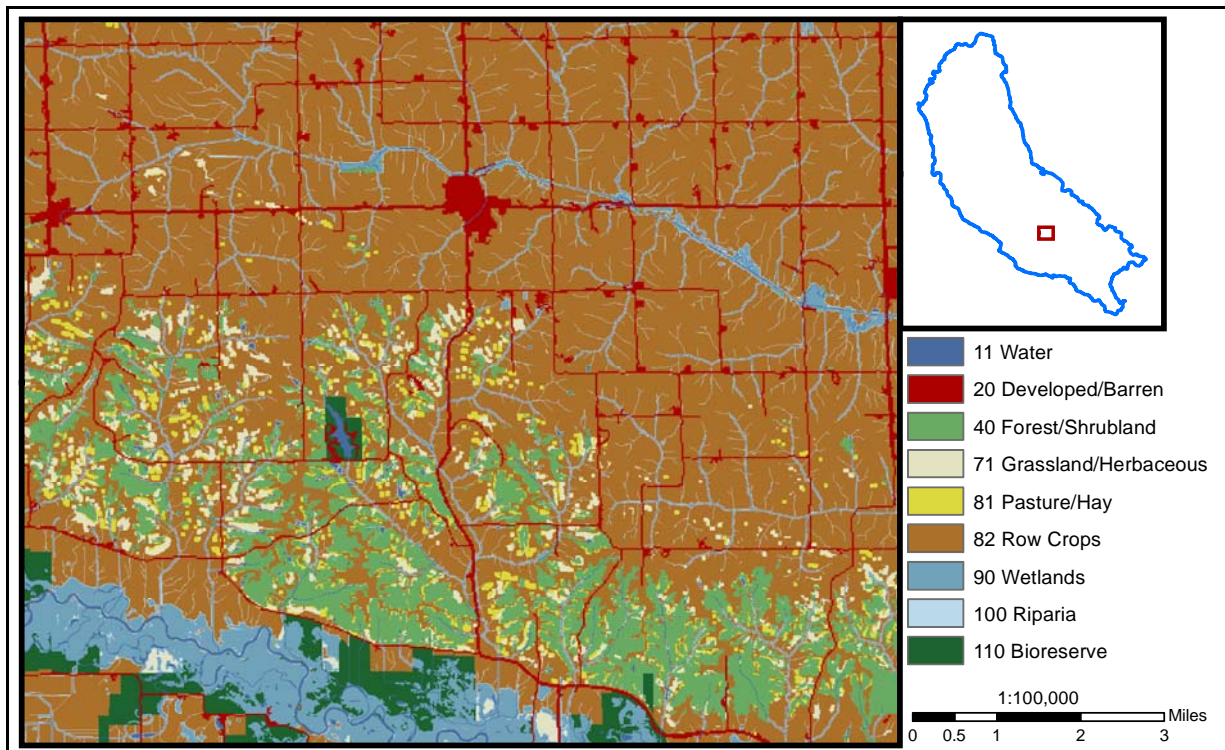 11 Water
20 Developed/Barren
40 Forest/Shrubland
71 Grassland/Herbaceous
81 Pasture/Hay
82 Row Crops
90 Wetlands
100 Riparia
110 Bioreserve
1:100,000
Miles
0 0.5 1 2 3